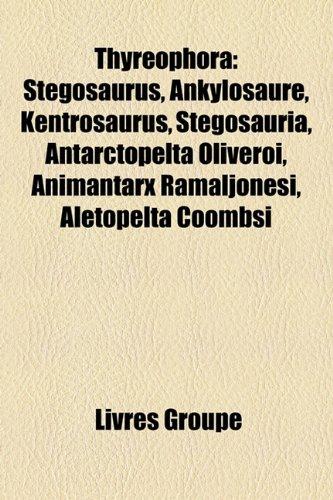 Thyreophora:
Stegosaurus, Ankylosaure,
Kentrosaurus, Stegosauria,
Antarctopelta Oliveroi,
Animantarx Ramaljonesi,
Aletopelta Coombsi
Livres Groupe